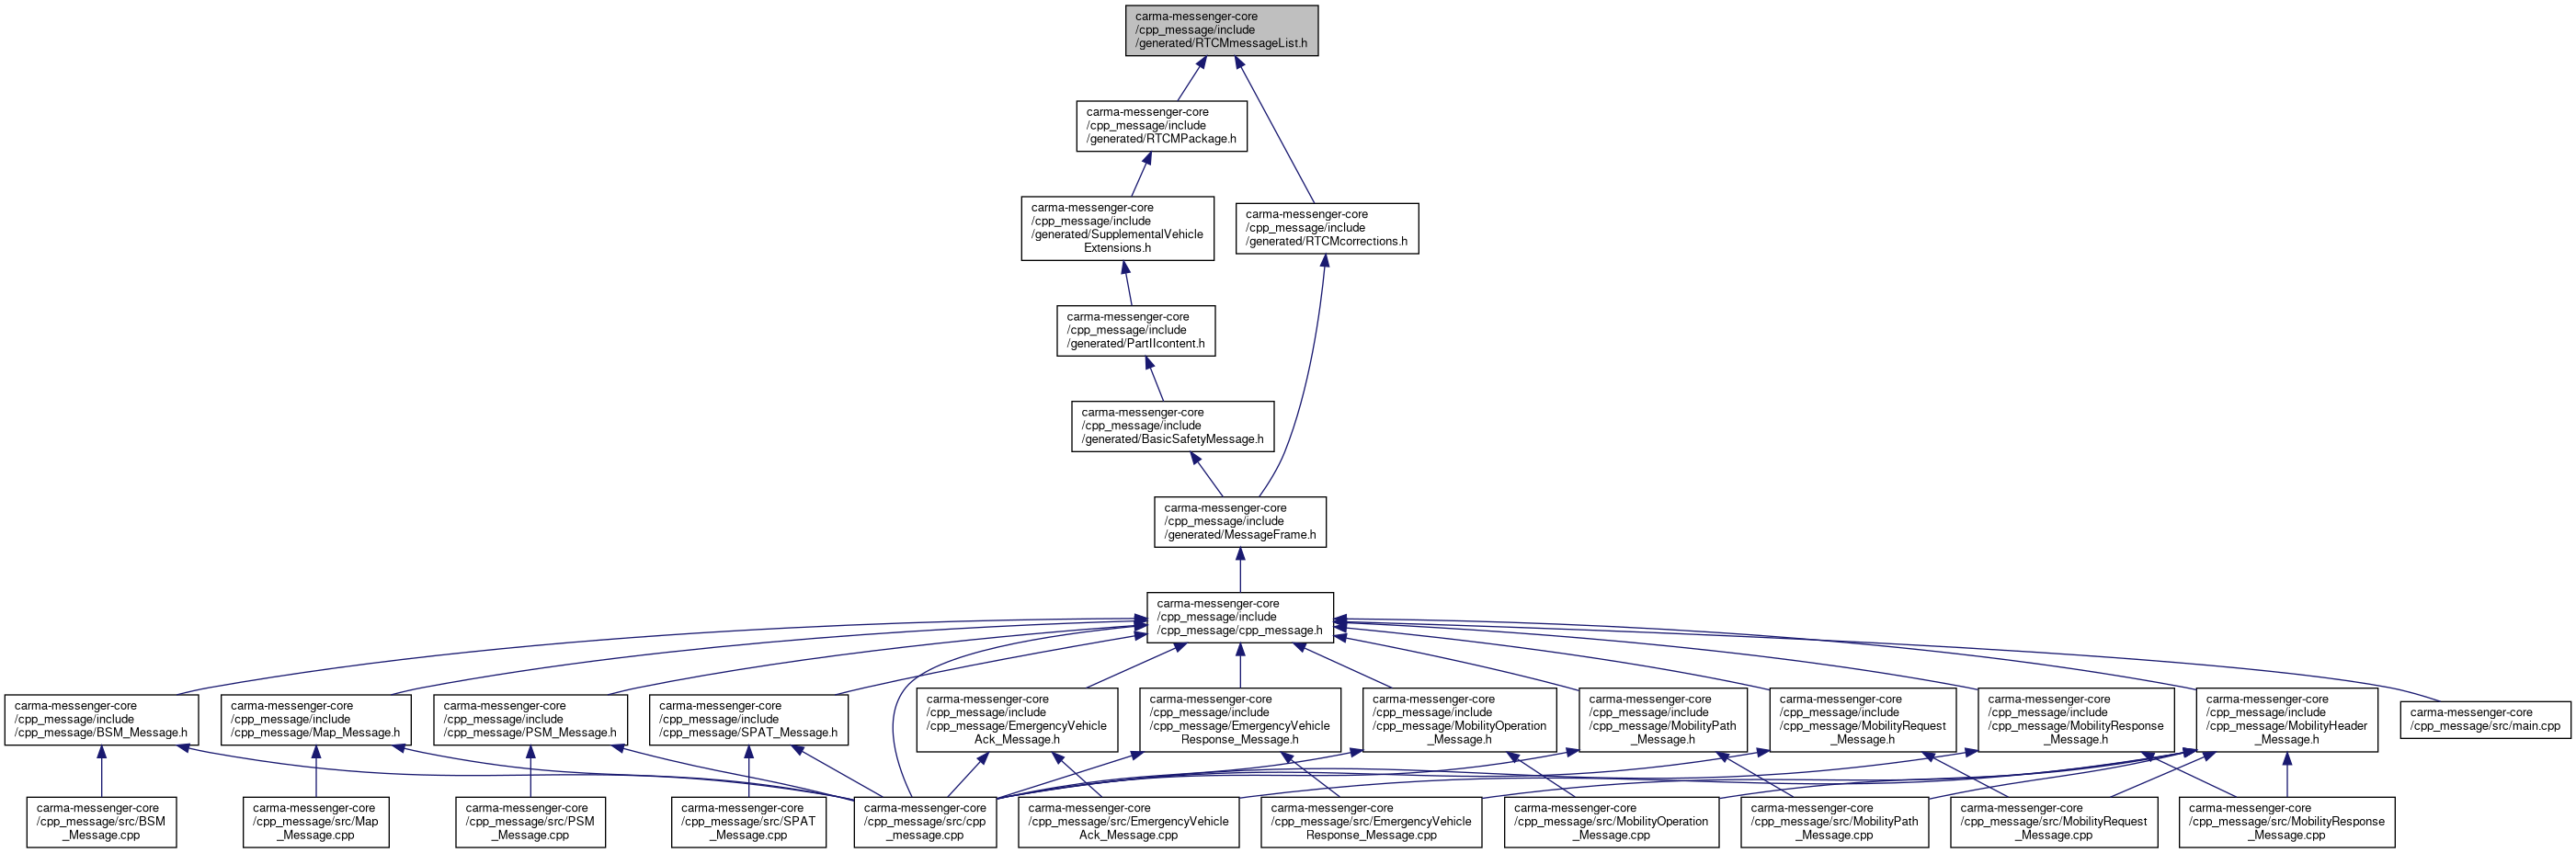 carma-messenger-core
/cpp_message/include
/generated/RTCMmessageList.h
carma-messenger-core
/cpp_message/include
/generated/RTCMPackage.h
carma-messenger-core
/cpp_message/include
/generated/SupplementalVehicle
Extensions.h
carma-messenger-core
/cpp_message/include
/generated/RTCMcorrections.h
carma-messenger-core
/cpp_message/include
/generated/PartIIcontent.h
carma-messenger-core
/cpp_message/include
/generated/BasicSafetyMessage.h
carma-messenger-core
/cpp_message/include
/generated/MessageFrame.h
carma-messenger-core
/cpp_message/include
/cpp_message/cpp_message.h
carma-messenger-core
/cpp_message/include
/cpp_message/BSM_Message.h
carma-messenger-core
/cpp_message/include
/cpp_message/Map_Message.h
carma-messenger-core
/cpp_message/include
/cpp_message/PSM_Message.h
carma-messenger-core
/cpp_message/include
/cpp_message/SPAT_Message.h
carma-messenger-core
/cpp_message/include
/cpp_message/EmergencyVehicle
Ack_Message.h
carma-messenger-core
/cpp_message/include
/cpp_message/EmergencyVehicle
Response_Message.h
carma-messenger-core
/cpp_message/include
/cpp_message/MobilityOperation
_Message.h
carma-messenger-core
/cpp_message/include
/cpp_message/MobilityPath
_Message.h
carma-messenger-core
/cpp_message/include
/cpp_message/MobilityRequest
_Message.h
carma-messenger-core
/cpp_message/include
/cpp_message/MobilityResponse
_Message.h
carma-messenger-core
/cpp_message/include
/cpp_message/MobilityHeader
_Message.h
carma-messenger-core
/cpp_message/src/main.cpp
carma-messenger-core
/cpp_message/src/BSM
_Message.cpp
carma-messenger-core
/cpp_message/src/Map
_Message.cpp
carma-messenger-core
/cpp_message/src/PSM
_Message.cpp
carma-messenger-core
/cpp_message/src/SPAT
_Message.cpp
carma-messenger-core
/cpp_message/src/cpp
_message.cpp
carma-messenger-core
/cpp_message/src/EmergencyVehicle
Ack_Message.cpp
carma-messenger-core
/cpp_message/src/EmergencyVehicle
Response_Message.cpp
carma-messenger-core
/cpp_message/src/MobilityOperation
_Message.cpp
carma-messenger-core
/cpp_message/src/MobilityPath
_Message.cpp
carma-messenger-core
/cpp_message/src/MobilityRequest
_Message.cpp
carma-messenger-core
/cpp_message/src/MobilityResponse
_Message.cpp